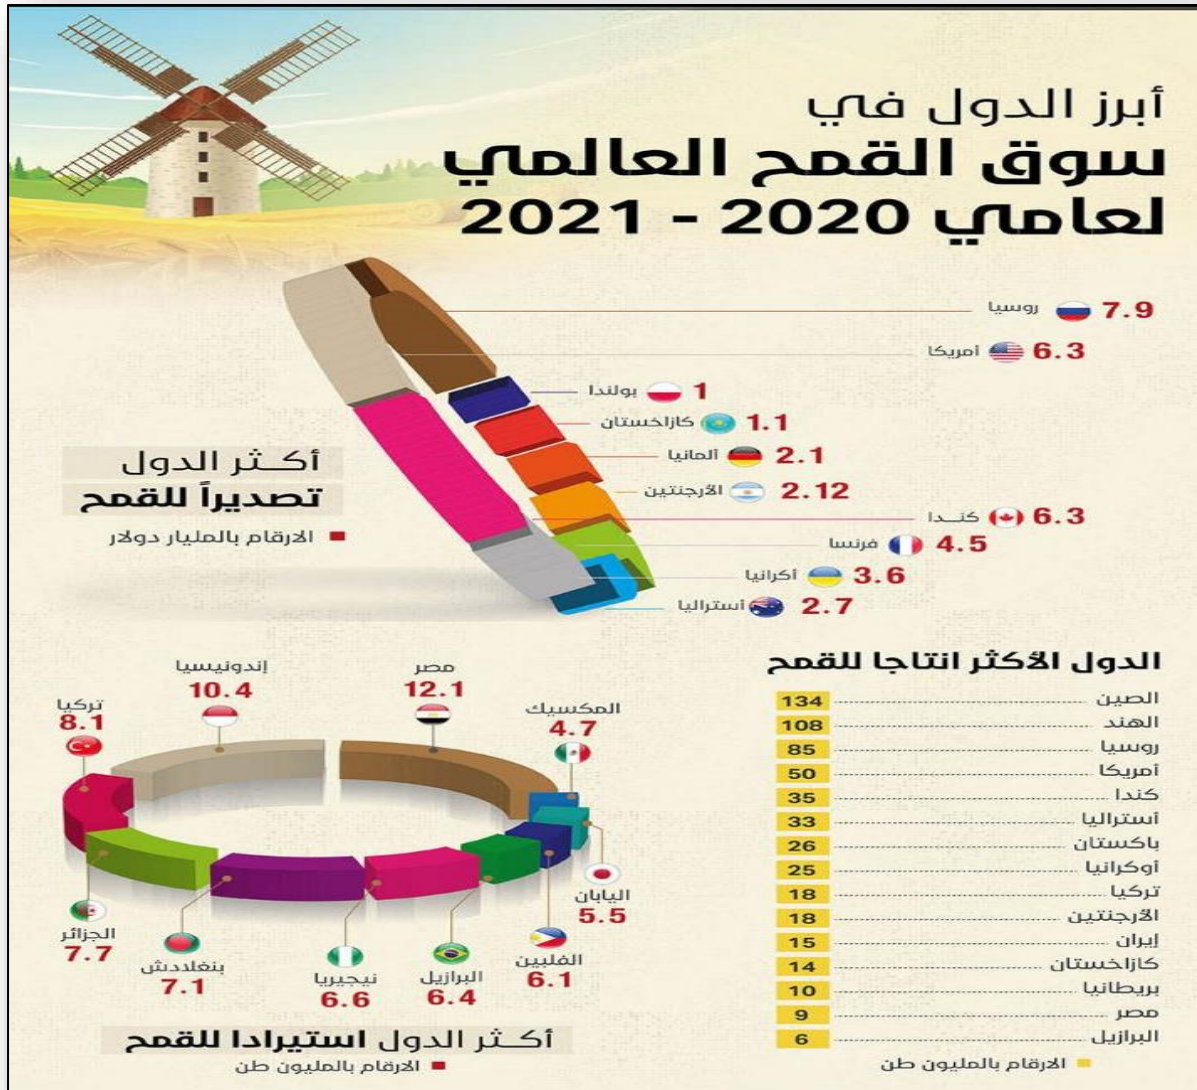 أبرز الدول في
سوق القمح العالمي
لعامي 2020 - 2021
روسيا 7.9
أمريكا 6.3
بولندا 1
كازاخستان 1.1
ألمانيا 2.1
الأرجنتين 2.12
كندا 6.3
فرنسا 4.5
أكرانيا 3.6
أستراليا 2.7
أكثر الدول
تصديراً للقمح
الارقام بالمليار دولار
الدول الأكثر انتاجا للقمح
الصين 134
الهند 108
روسيا 85
أمريكا 50
كندا 35
أستراليا 33
باكستان 26
أوكرانيا 25
تركيا 18
الأرجنتين 18
إيران 15
كازاخستان 14
بريطانيا 10
مصر 9
البرازيل 6
الارقام بالمليون طن
مصر
12.1
إندونيسيا
10.4
تركيا
8.1
المكسيك
4.7
اليابان
5.5
الفلبين
6.1
البرازيل
6.4
نيجيريا
6.6
بنغلاددش
7.1
الجزائر
7.7
أكثر الدول استيرادا للقمح
الارقام بالمليون طن